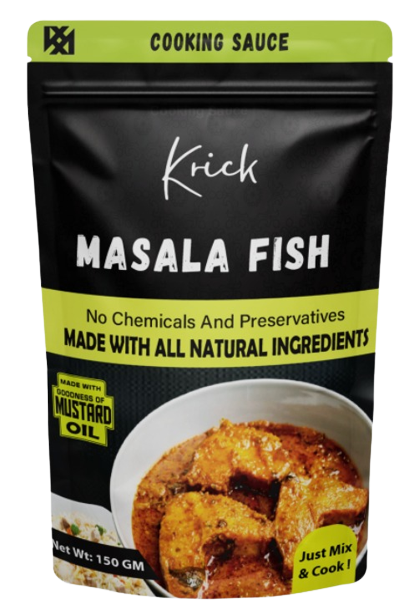 COOKING SAUCE
Krick
MASALA FISH
No Chemicals And Preservatives
MADE WITH ALL NATURAL INGREDIENTS
MADE WITH
GOODNESS OF
MUSTARD
OIL
Net Wt: 150 GM
Just Mix
& Cook !